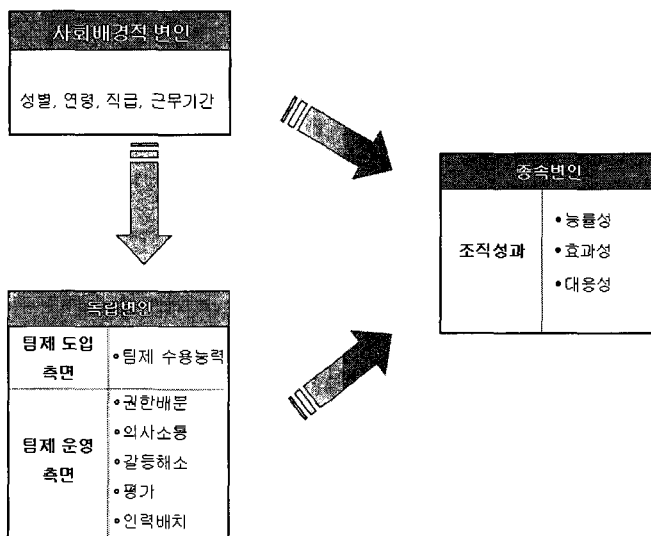 사회배경적 변인
성별, 연령, 직급, 근무기간
종속변인
조직성과
•능률성
•효과성
•대응성
독립변인
팀제 도입
측면
•팀제 수용능력
팀제 운영
측면
•권한배분
•의사소통
•갈등해소
•평가
•인력배치